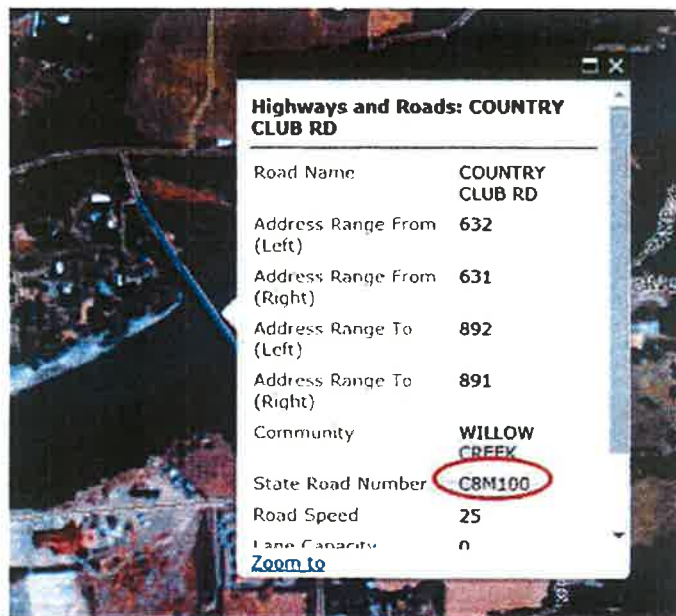 Highways and Roads: COUNTRY
CLUB RD
Road Name COUNTRY
CLUB RD
Address Range From 632
(Left)
Address Range From 631
(Right)
Address Range To 892
(Left)
Address Range To 891
(Right)
Community WILLOW
CREEK
State Road Number C8M100
Road Speed 25
Lane Capacity 0
Zoom to